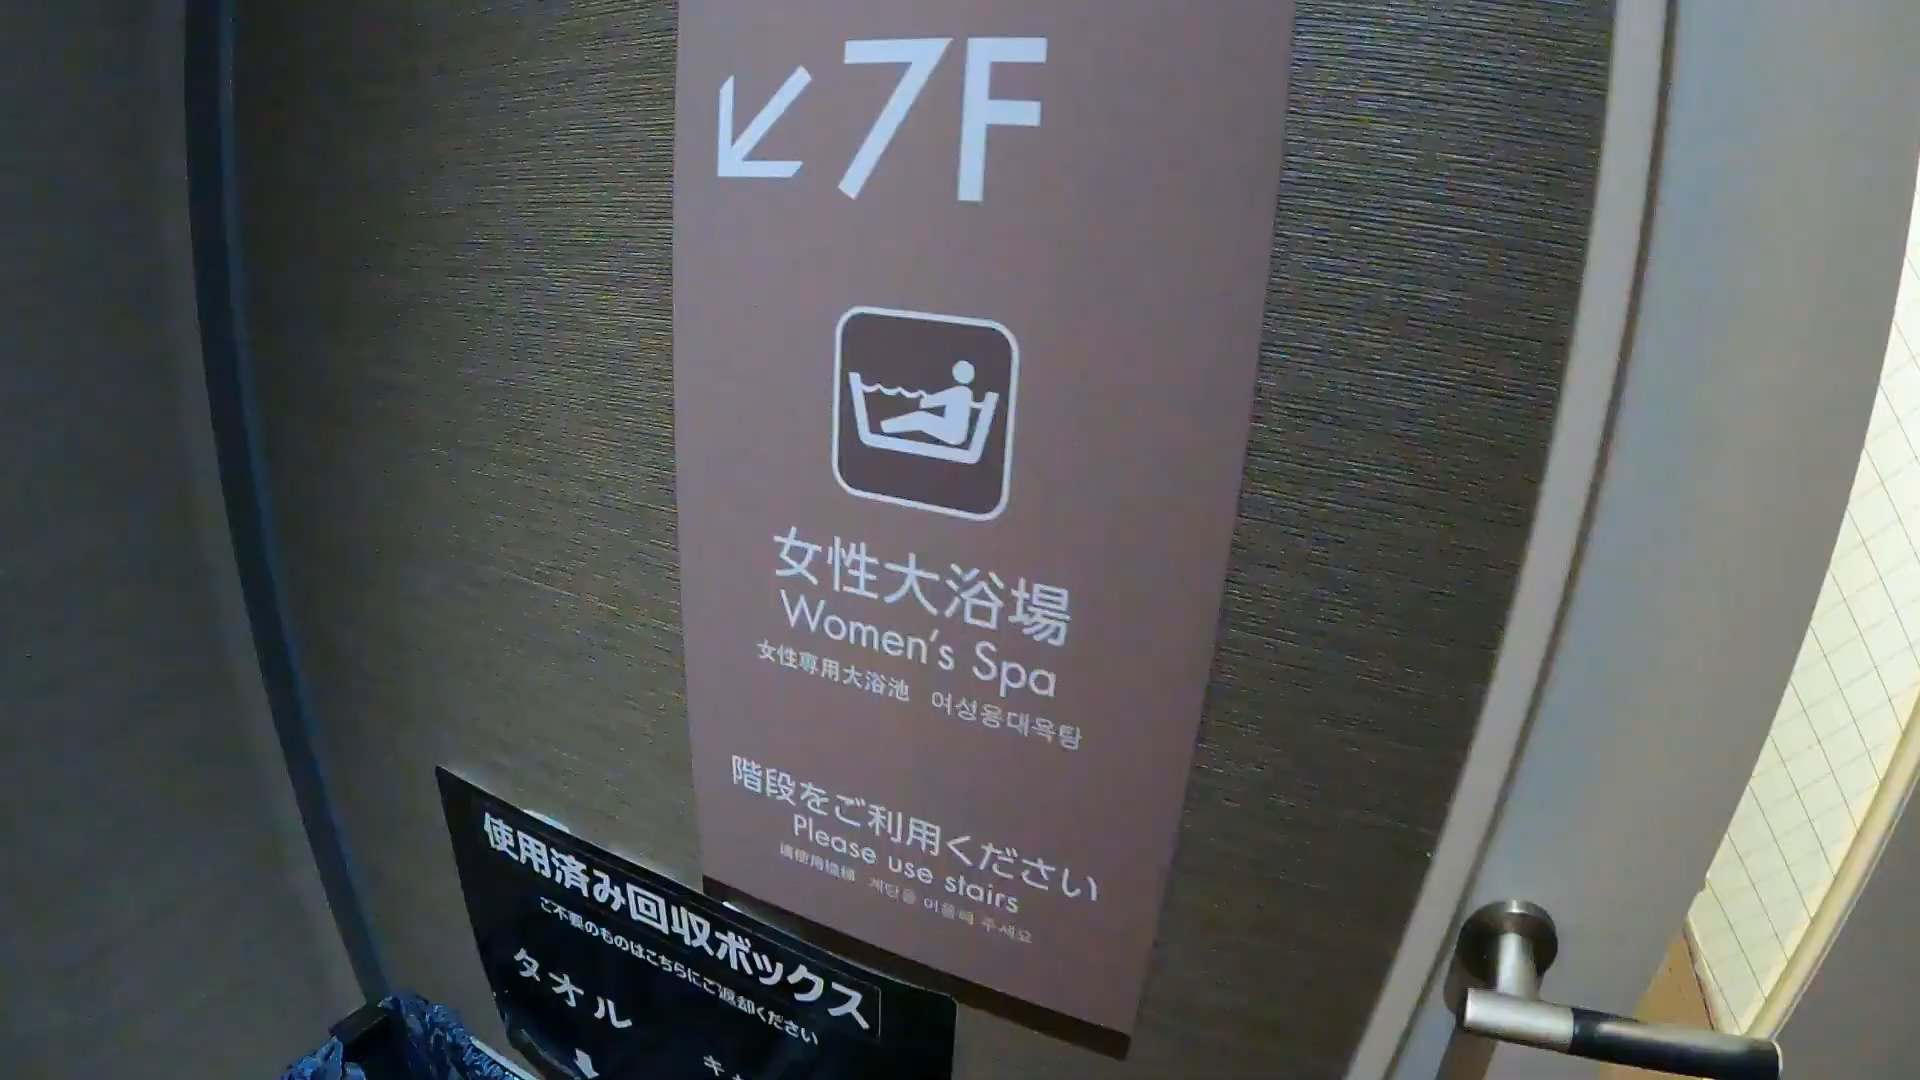 ↙7F
女性大浴場
Women's Spa
女性専用大浴池 여성용대욕탕
階段をご利用ください
Please use stairs
请使用楼梯 계단을 이용해 주세요
使用済み回収ボックス
ご不要のものはこちらにご返却ください
タオル